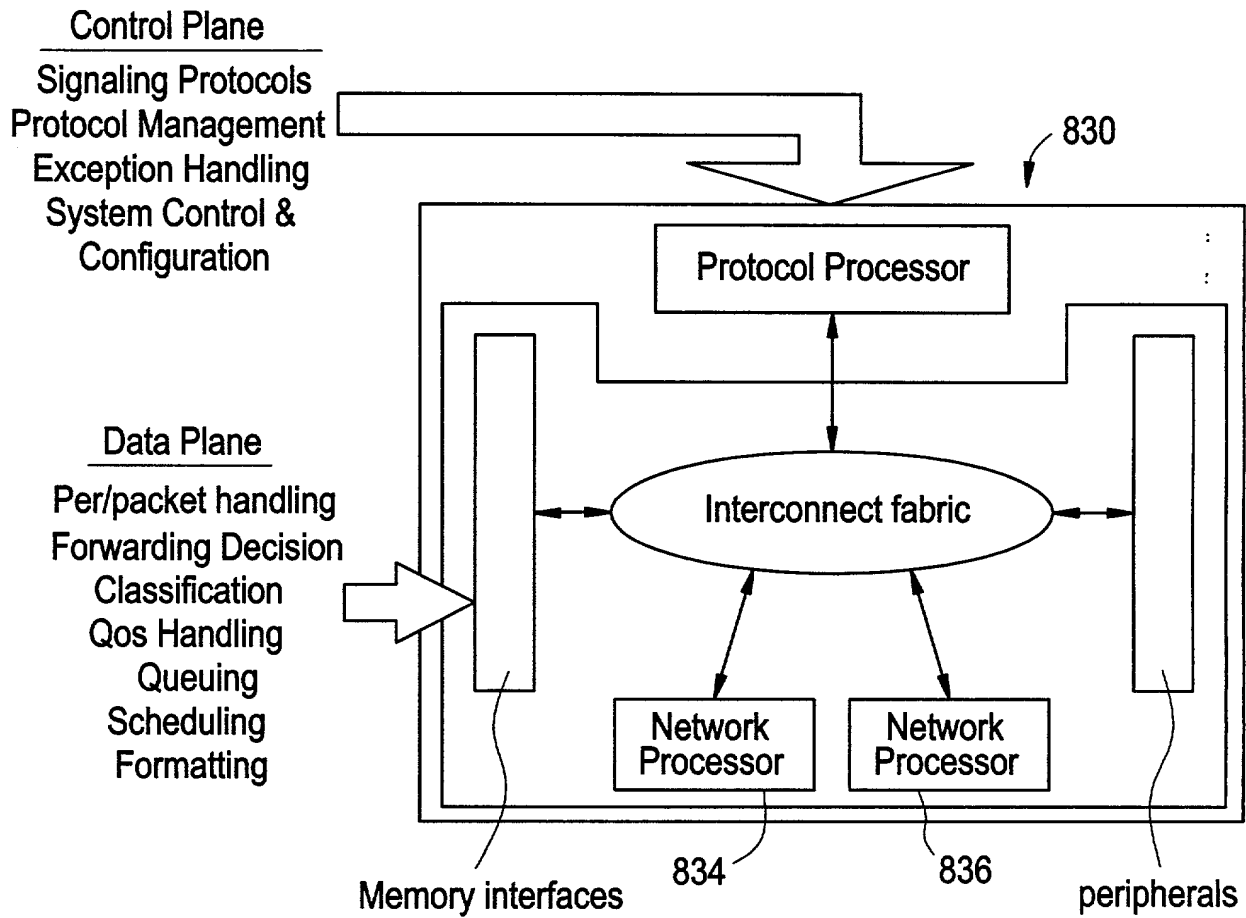 Control Plane
Signaling Protocols
Protocol Management
Exception Handling
System Control &
Configuration
830
Protocol Processor
Data Plane
Per/packet handling
Forwarding Decision
Classification
Qos Handling
Queuing
Scheduling
Formatting
Interconnect fabric
Network
Processor
Network
Processor
834
836
Memory interfaces
peripherals